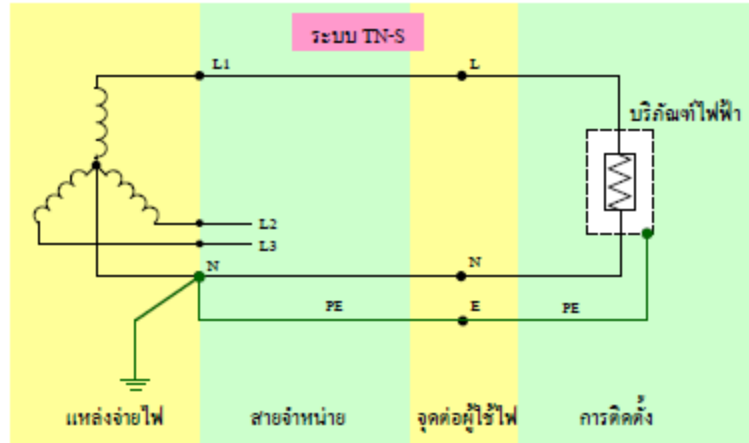 ระบบ TN-S
L1
L
บริภัณฑ์ไฟฟ้า
L2
L3
N
N
PE
E
PE
แหล่งจ่ายไฟ
สายจำหน่าย
จุดต่อผู้ใช้ไฟ
การติดตั้ง